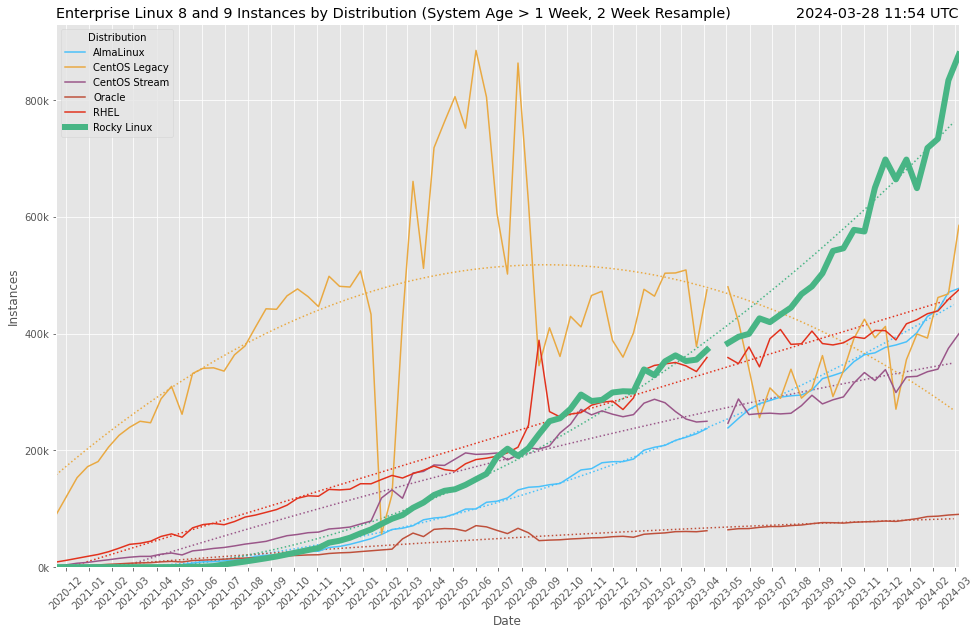 Enterprise Linux 8 and 9 Instances by Distribution (System Age > 1 Week, 2 Week Resample)
2024-03-28 11:54 UTC
Distribution
AlmaLinux
CentOS Legacy
CentOS Stream
Oracle
RHEL
Rocky Linux
800k
600k
400k
200k
0k
Instances
2020-12
2021-01
2021-02
2021-03
2021-04
2021-05
2021-06
2021-07
2021-08
2021-09
2021-10
2021-11
2021-12
2022-01
2022-02
2022-03
2022-04
2022-05
2022-06
2022-07
2022-08
2022-09
2022-10
2022-11
2022-12
2023-01
2023-02
2023-03
2023-04
2023-05
2023-06
2023-07
2023-08
2023-09
2023-10
2023-11
2023-12
2024-01
2024-02
2024-03
Date